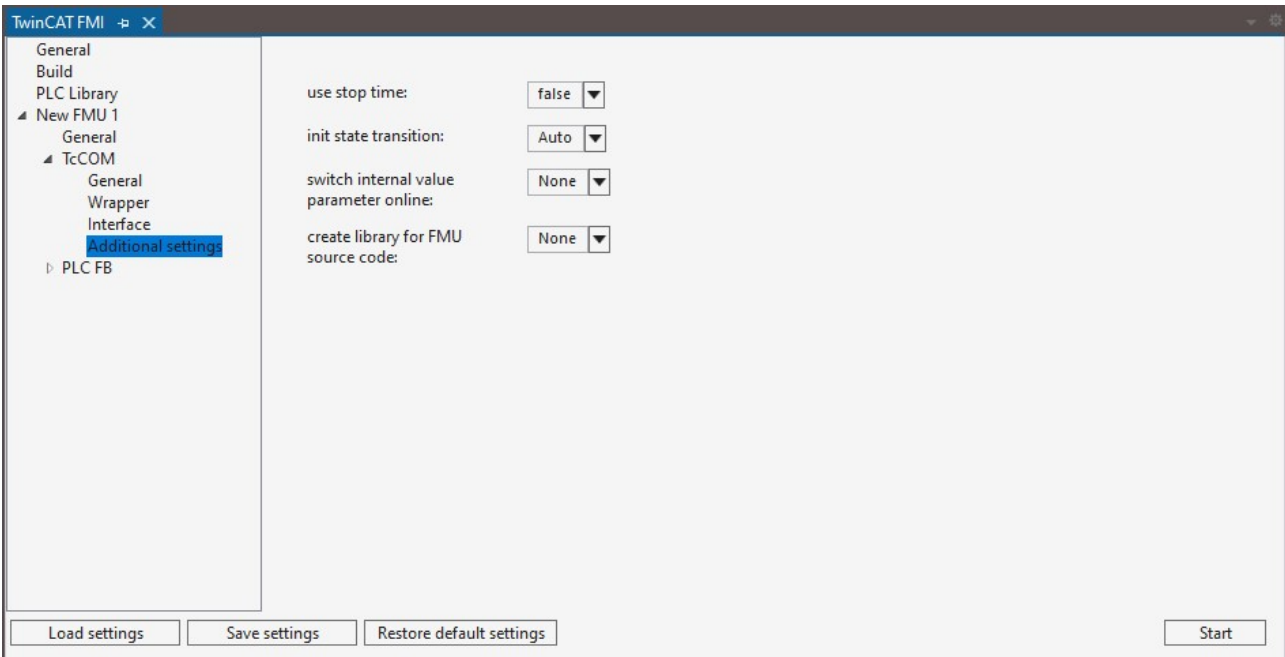 TwinCAT FMI
General
Build
PLC Library
New FMU 1
General
TcCOM
General
Wrapper
Interface
Additional settings
PLC FB
use stop time: false
init state transition: Auto
switch internal value None
parameter online:
create library for FMU None
source code:
Load settings Save settings Restore default settings Start